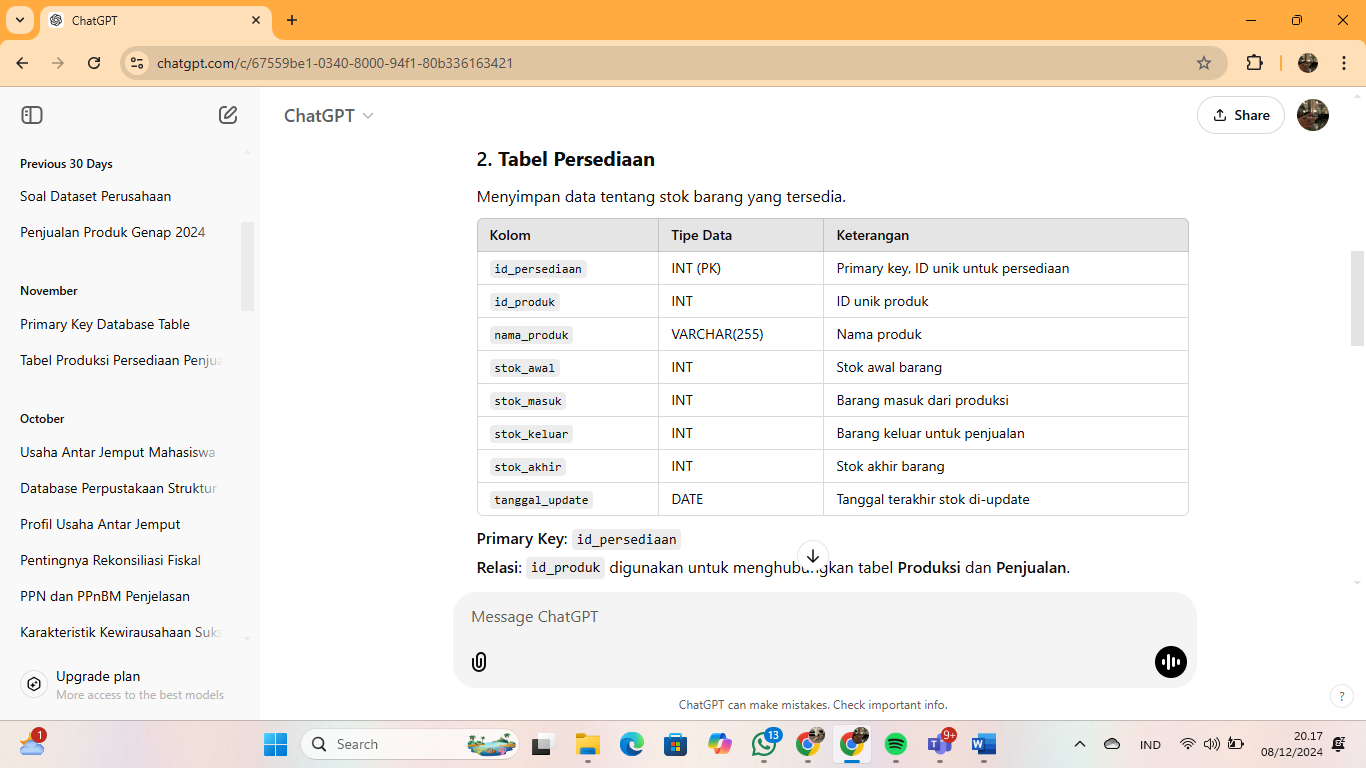 ChatGPT
chatgpt.com/c/67559be1-0340-8000-94f1-80b336163421
ChatGPT
Share
Previous 30 Days
Soal Dataset Perusahaan
Penjualan Produk Genap 2024
November
Primary Key Database Table
Tabel Produksi Persediaan Penjua
October
Usaha Antar Jemput Mahasiswa
Database Perpustakaan Struktur
Profil Usaha Antar Jemput
Pentingnya Rekonsiliasi Fiskal
PPN dan PPnBM Penjelasan
Karakteristik Kewirausahaan Suks
Upgrade plan
More access to the best models
2. Tabel Persediaan
Menyimpan data tentang stok barang yang tersedia.
Kolom Tipe Data Keterangan
id_persediaan INT (PK) Primary key, ID unik untuk persediaan
id_produk INT ID unik produk
nama_produk VARCHAR(255) Nama produk
stok_awal INT Stok awal barang
stok_masuk INT Barang masuk dari produksi
stok_keluar INT Barang keluar untuk penjualan
stok_akhir INT Stok akhir barang
tanggal_update DATE Tanggal terakhir stok di-update
Primary Key: id_persediaan
Relasi: id_produk digunakan untuk menghubungkan tabel Produksi dan Penjualan.
Message ChatGPT
ChatGPT can make mistakes. Check important info.
?
1
Search
13
9+
IND
20.17
08/12/2024